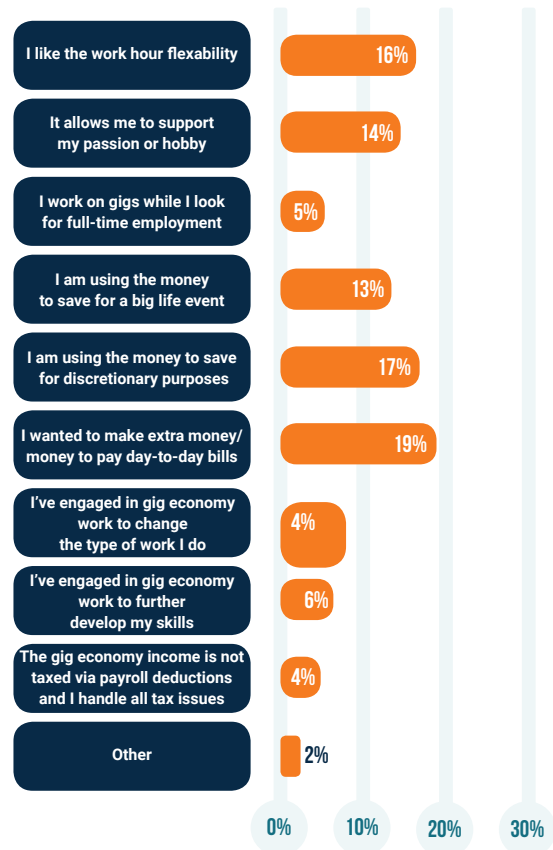 I like the work hour flexability
16%
It allows me to support
my passion or hobby
14%
I work on gigs while I look
for full-time employment
5%
I am using the money
to save for a big life event
13%
I am using the money to save
for discretionary purposes
17%
I wanted to make extra money/
money to pay day-to-day bills
19%
I’ve engaged in gig economy
work to change
the type of work I do
4%
I’ve engaged in gig economy
work to further
develop my skills
6%
The gig economy income is not
taxed via payroll deductions
and I handle all tax issues
4%
Other
2%
0% 10% 20% 30%